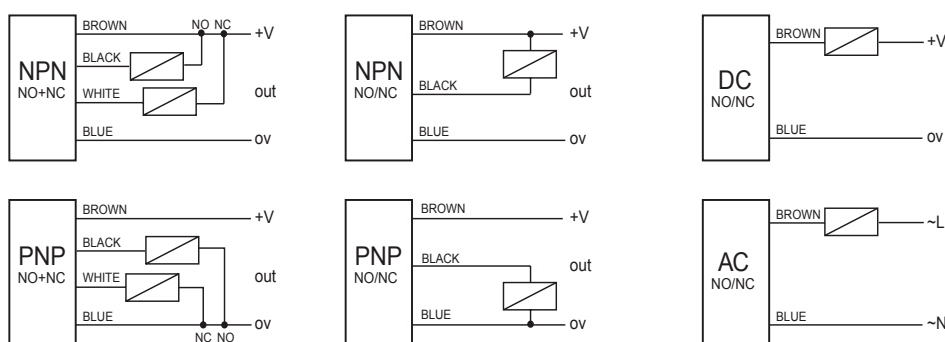 BROWN NO NC +V
BLACK
NPN
NO+NC
WHITE out
BLUE ov
BROWN +V
NPN
NO/NC
BLACK out
BLUE ov
BROWN +V
DC
NO/NC
BLUE ov
BROWN +V
BLACK
PNP out
NO+NC WHITE
BLUE ov
NC NO
BROWN +V
PNP BLACK out
NO/NC
BLUE ov
BROWN ~L
AC
NO/NC
BLUE ~N